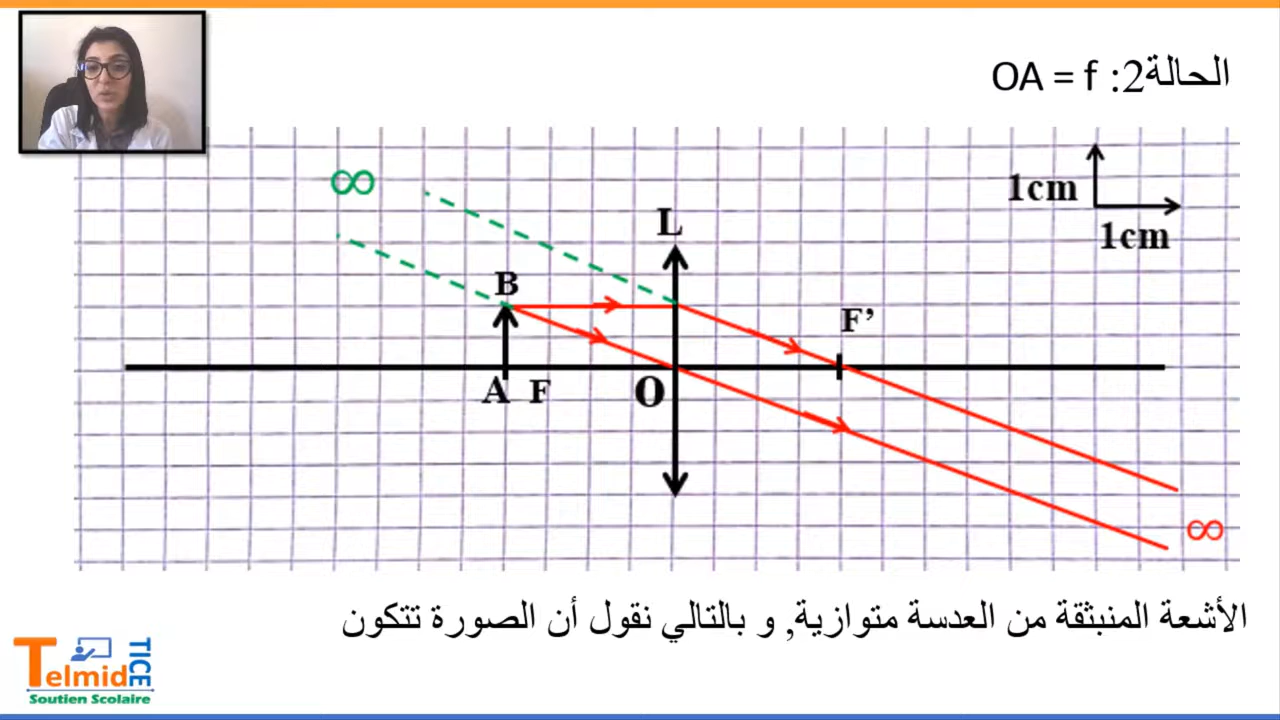 الحالة2: OA = f
∞
1cm
L
1cm
B
F’
A F
O
∞
الأشعة المنبثقة من العدسة متوازية, و بالتالي نقول أن الصورة تتكون
Telmid TICE
Soutien Scolaire